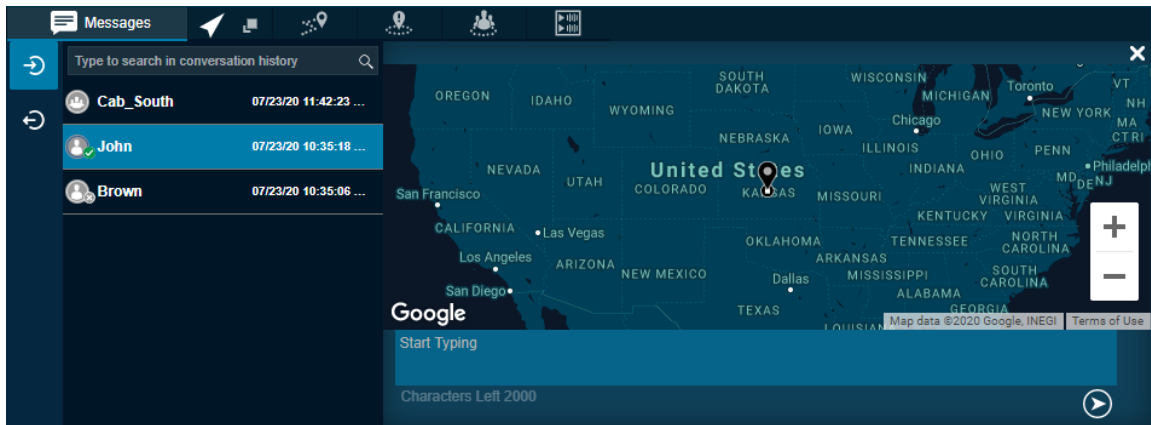 Messages
Type to search in conversation history
Cab_South 07/23/20 11:42:23 ...
John 07/23/20 10:35:18 ...
Brown 07/23/20 10:35:06 ...
OREGON
IDAHO
WYOMING
SOUTH
DAKOTA
WISCONSIN
MICHIGAN
Toronto
VT
NH
NEW YORK
MA
CT RI
NEBRASKA
IOWA
Chicago
ILLINOIS
INDIANA
OHIO
PENN
Philadelph
MD
DE NJ
NEVADA
UTAH
United States
COLORADO
KANSAS
MISSOURI
WEST
VIRGINIA
KENTUCKY
VIRGINIA
San Francisco
CALIFORNIA
Las Vegas
Los Angeles
San Diego
ARIZONA
NEW MEXICO
OKLAHOMA
ARKANSAS
TENNESSEE
NORTH
CAROLINA
Dallas
MISSISSIPPI
SOUTH
CAROLINA
ALABAMA
GEORGIA
TEXAS
LOUISIAN
+
−
Google
Map data ©2020 Google, INEGI
Terms of Use
Start Typing
Characters Left 2000